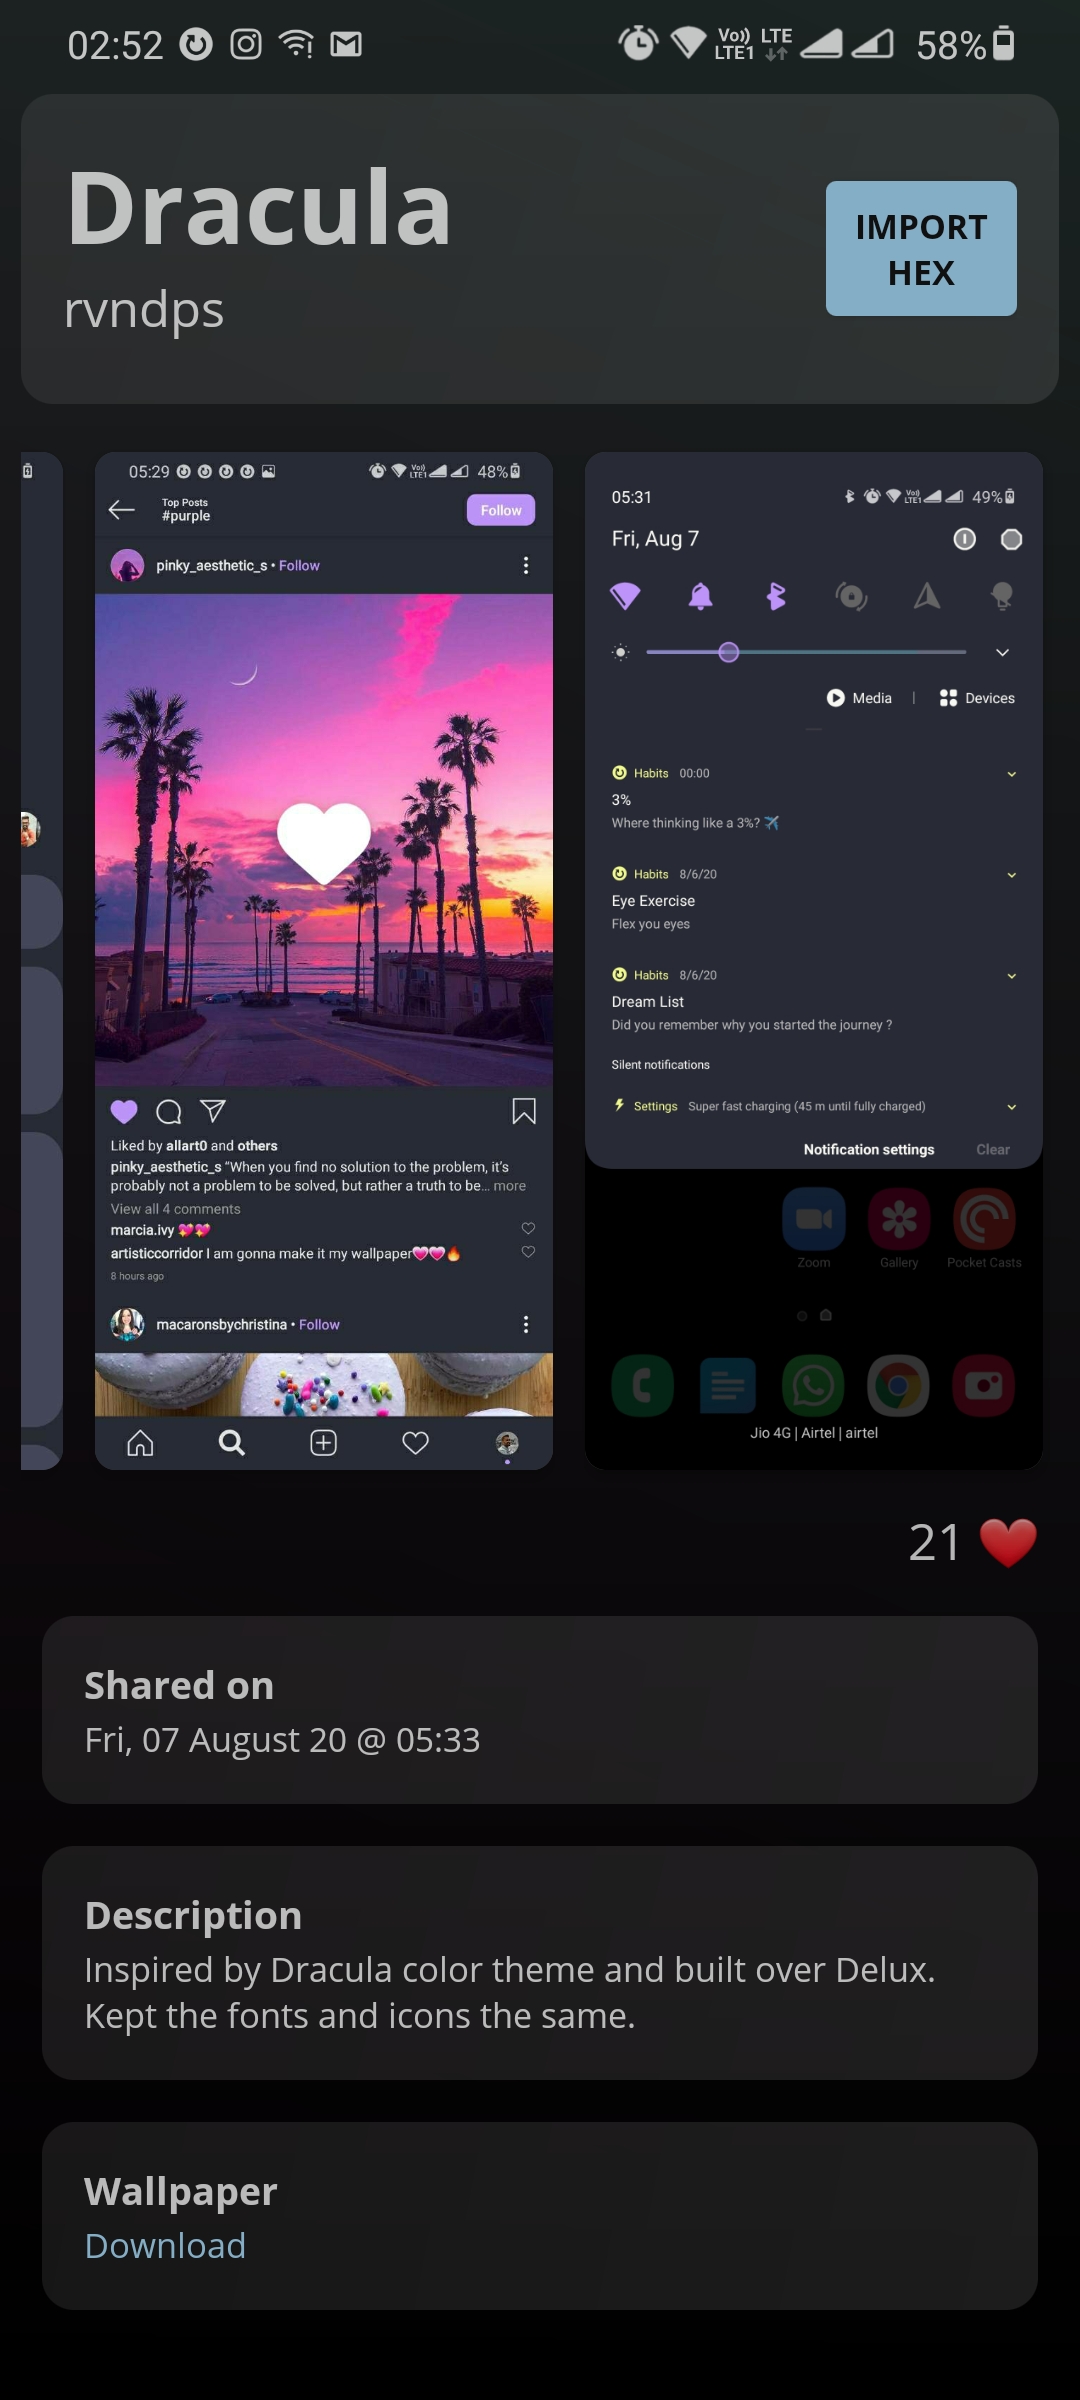 02:52
Vo)) LTE1 LTE 58%
Dracula
rvndps
IMPORT
HEX
05:29
Vo)) LTE1 48%
Top Posts
#purple
Follow
pinky_aesthetic_s • Follow
Liked by allart0 and others
pinky_aesthetic_s “When you find no solution to the problem, it’s
probably not a problem to be solved, but rather a truth to be... more
View all 4 comments
marcia.ivy 💖💖
artisticcorridor I am gonna make it my wallpaper💗💗🔥
8 hours ago
macaronsbychristina • Follow
05:31
Vo)) LTE1 49%
Fri, Aug 7
Media | Devices
Habits 00:00
3%
Where thinking like a 3%? ✈️
Habits 8/6/20
Eye Exercise
Flex you eyes
Habits 8/6/20
Dream List
Did you remember why you started the journey ?
Silent notifications
Settings Super fast charging (45 m until fully charged)
Notification settings Clear
Zoom Gallery Pocket Casts
Jio 4G | Airtel | airtel
21 ❤️
Shared on
Fri, 07 August 20 @ 05:33
Description
Inspired by Dracula color theme and built over Delux.
Kept the fonts and icons the same.
Wallpaper
Download